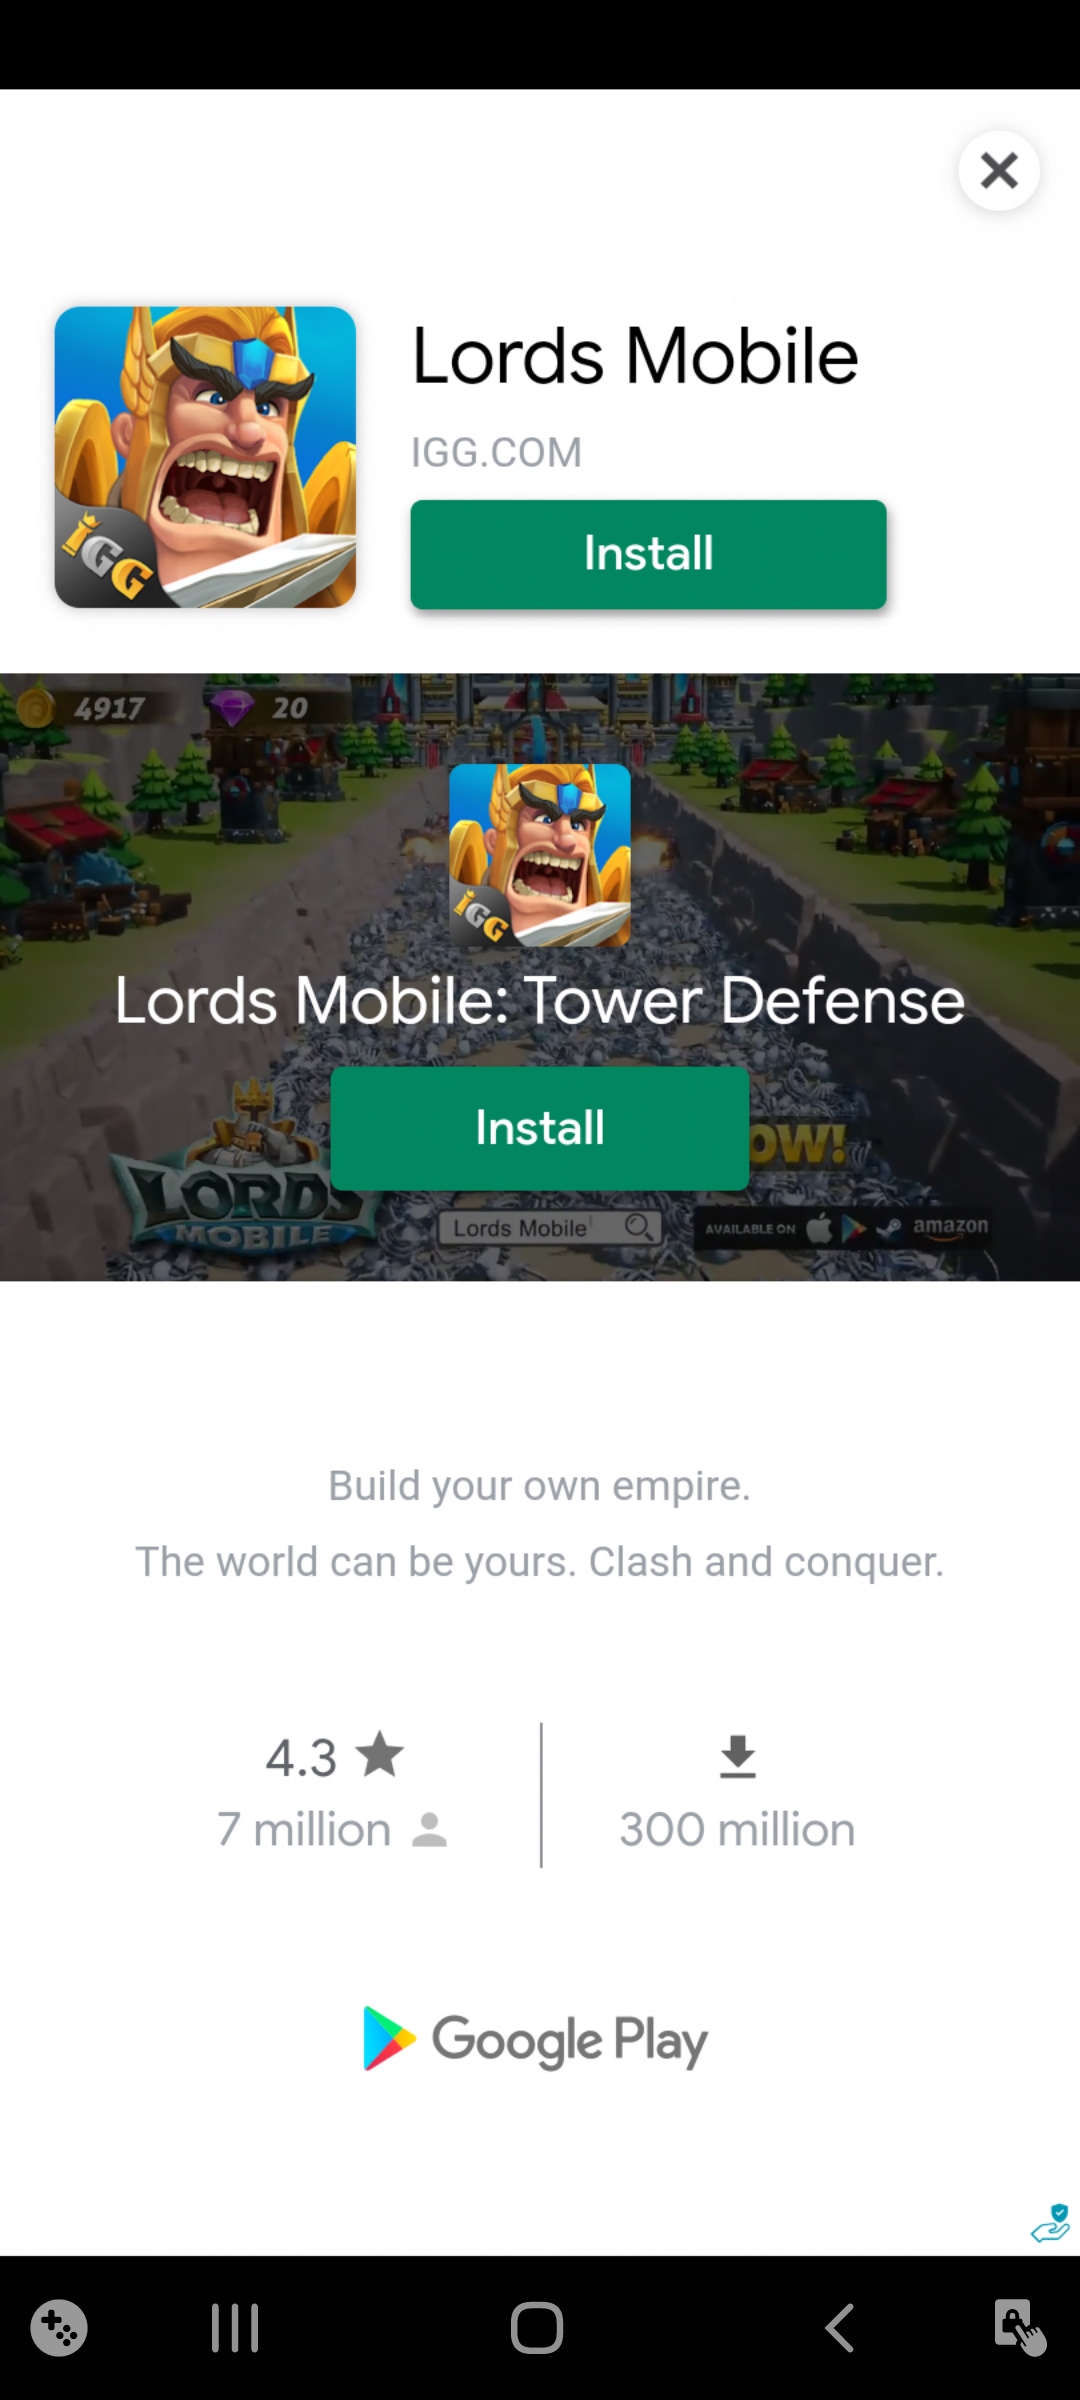 Lords Mobile
IGG.COM
IGG
Install
4917
20
IGG
Lords Mobile: Tower Defense
Install
OW!
LORDS
MOBILE
Lords Mobile
AVAILABLE ON
amazon
Build your own empire.
The world can be yours. Clash and conquer.
4.3
7 million
300 million
Google Play